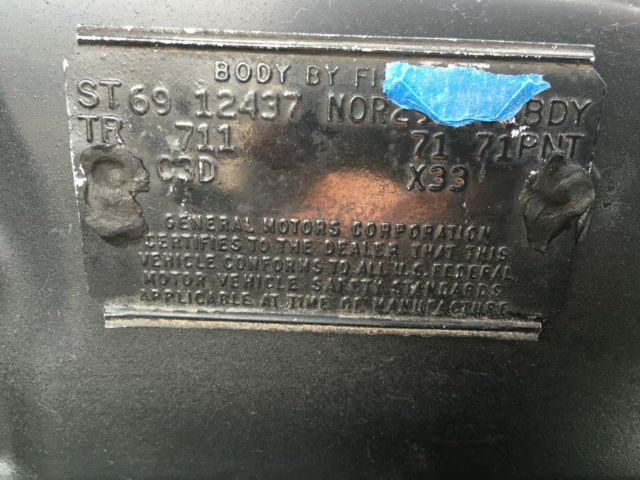 BODY BY
ST 69 12437 NOR BDY
TR 711 71 71 PNT
C3D X33
GENERAL MOTORS CORPORATION
CERTIFIES TO THE DEALER THAT THIS
VEHICLE CONFORMS TO ALL U.S. FEDERAL
MOTOR VEHICLE SAFETY STANDARDS
APPLICABLE AT TIME OF MANUFACTURE